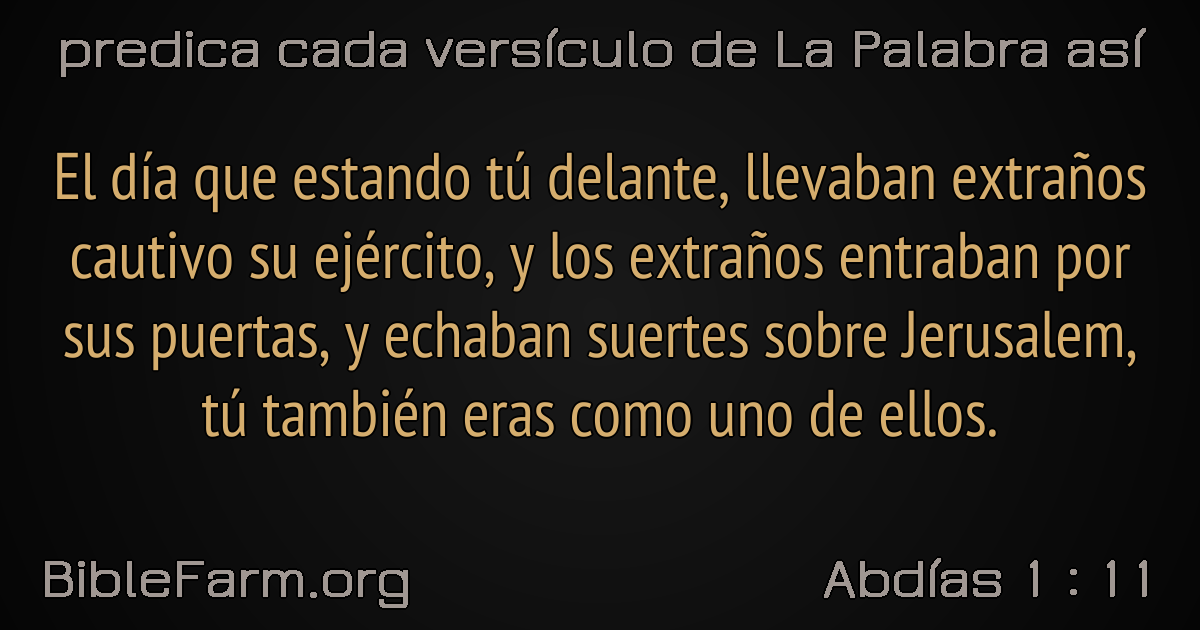 predica cada versículo de La Palabra así
El día que estando tú delante, llevaban extraños
cautivo su ejército, y los extraños entraban por
sus puertas, y echaban suertes sobre Jerusalem,
tú también eras como uno de ellos.
BibleFarm.org
Abdías 1 : 11